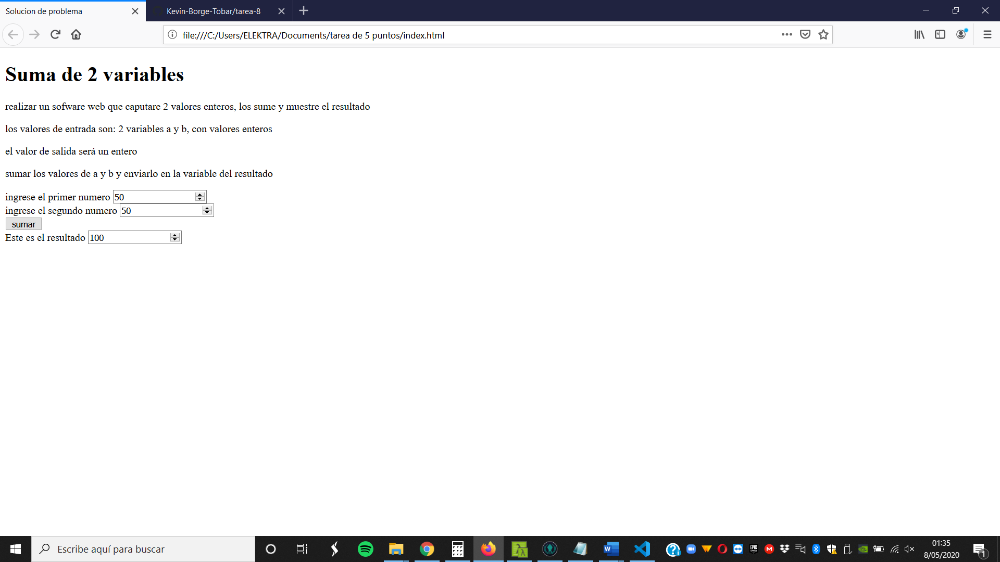 Solucion de problema
Kevin-Borge-Tobar/tarea-8
file:///C:/Users/ELEKTRA/Documents/tarea de 5 puntos/index.html
Suma de 2 variables
realizar un sofware web que caputare 2 valores enteros, los sume y muestre el resultado
los valores de entrada son: 2 variables a y b, con valores enteros
el valor de salida será un entero
sumar los valores de a y b y enviarlo en la variable del resultado
ingrese el primer numero 50
ingrese el segundo numero 50
sumar
Este es el resultado 100
Escribe aquí para buscar
01:35
8/05/2020
1